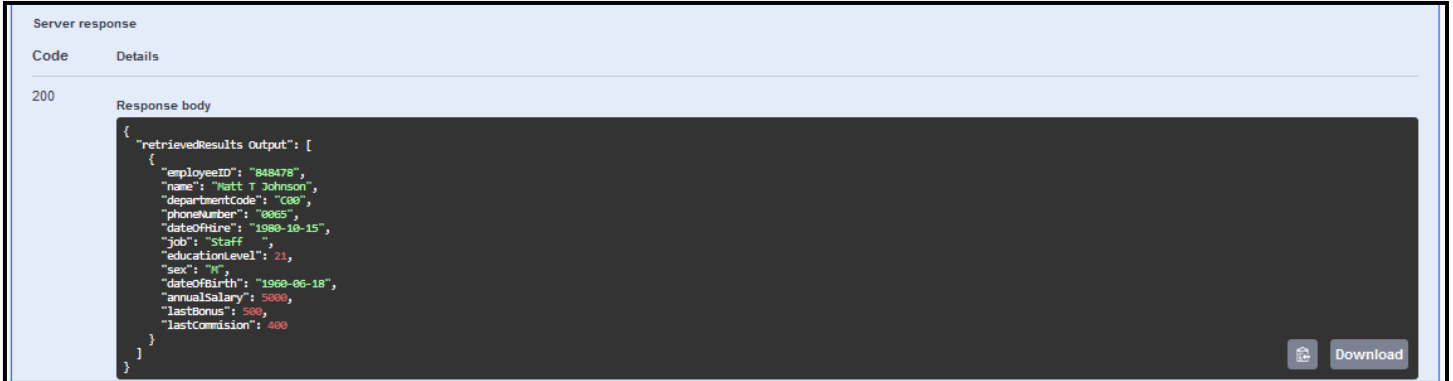 Server response
Code Details
200
Response body
{
  "retrievedResults Output": [
    {
      "employeeID": "848478",
      "name": "Matt T Johnson",
      "departmentCode": "C00",
      "phoneNumber": "0065",
      "dateOfHire": "1980-10-15",
      "job": "Staff   ",
      "educationLevel": 21,
      "sex": "M",
      "dateOfBirth": "1960-06-18",
      "annualSalary": 5000,
      "lastBonus": 500,
      "lastCommision": 400
    }
  ]
}
Download